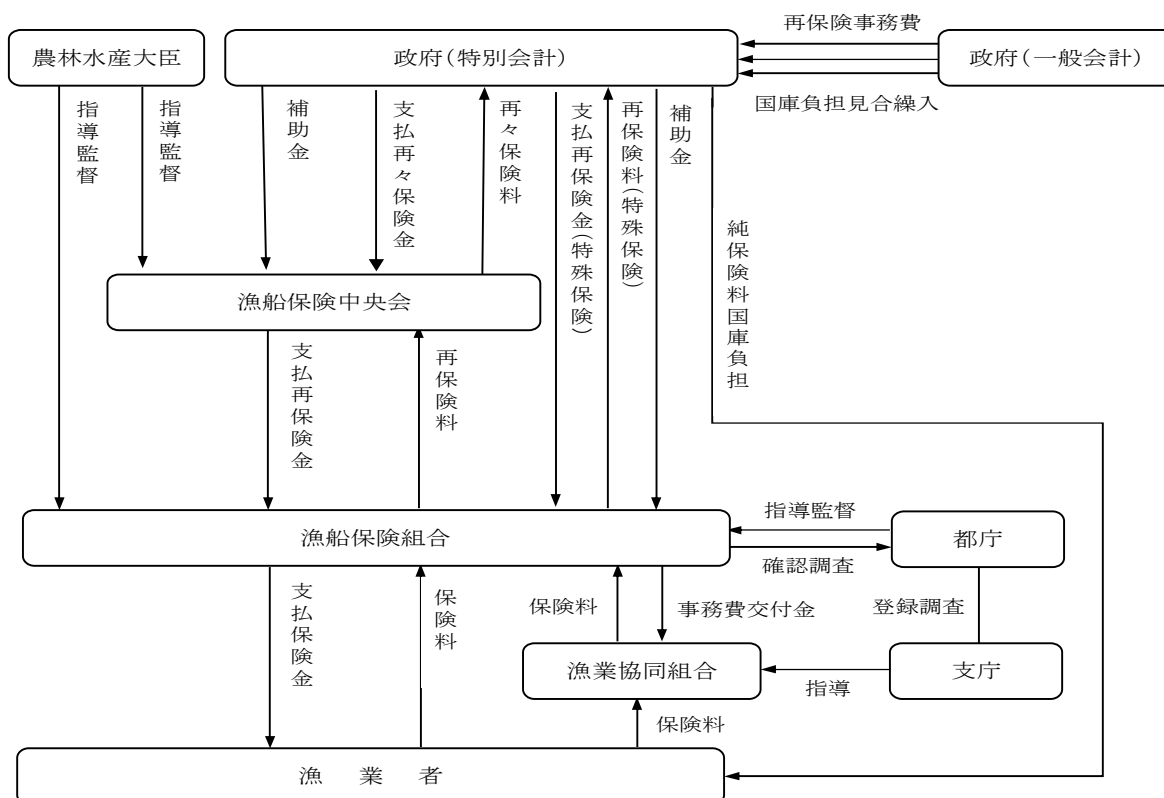 再保険事務費
農林水産大臣
政府(特別会計)
政府(一般会計)
国庫負担見合繰入
指導監督
指導監督
補助金
支払再々保険金
再々保険料
支払再保険金(特殊保険)
再保険料(特殊保険)
補助金
純保険料国庫負担
漁船保険中央会
支払再保険金
再保険料
漁船保険組合
指導監督
都庁
確認調査
支払保険金
保険料
保険料
事務費交付金
登録調査
漁業協同組合
指導
支庁
保険料
漁業者